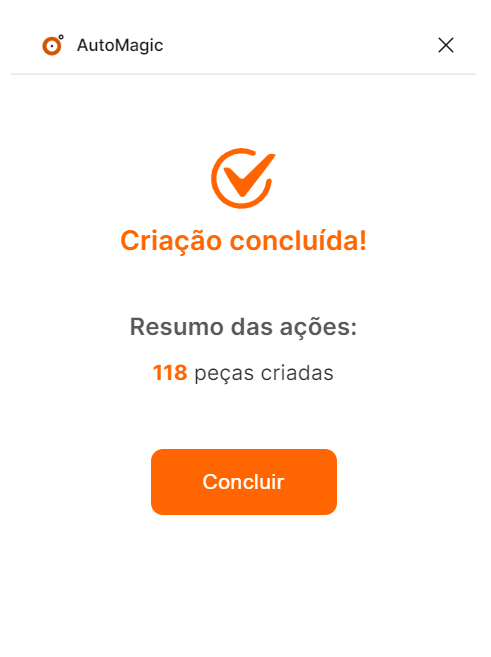 AutoMagic
Criação concluída!
Resumo das ações:
118 peças criadas
Concluir